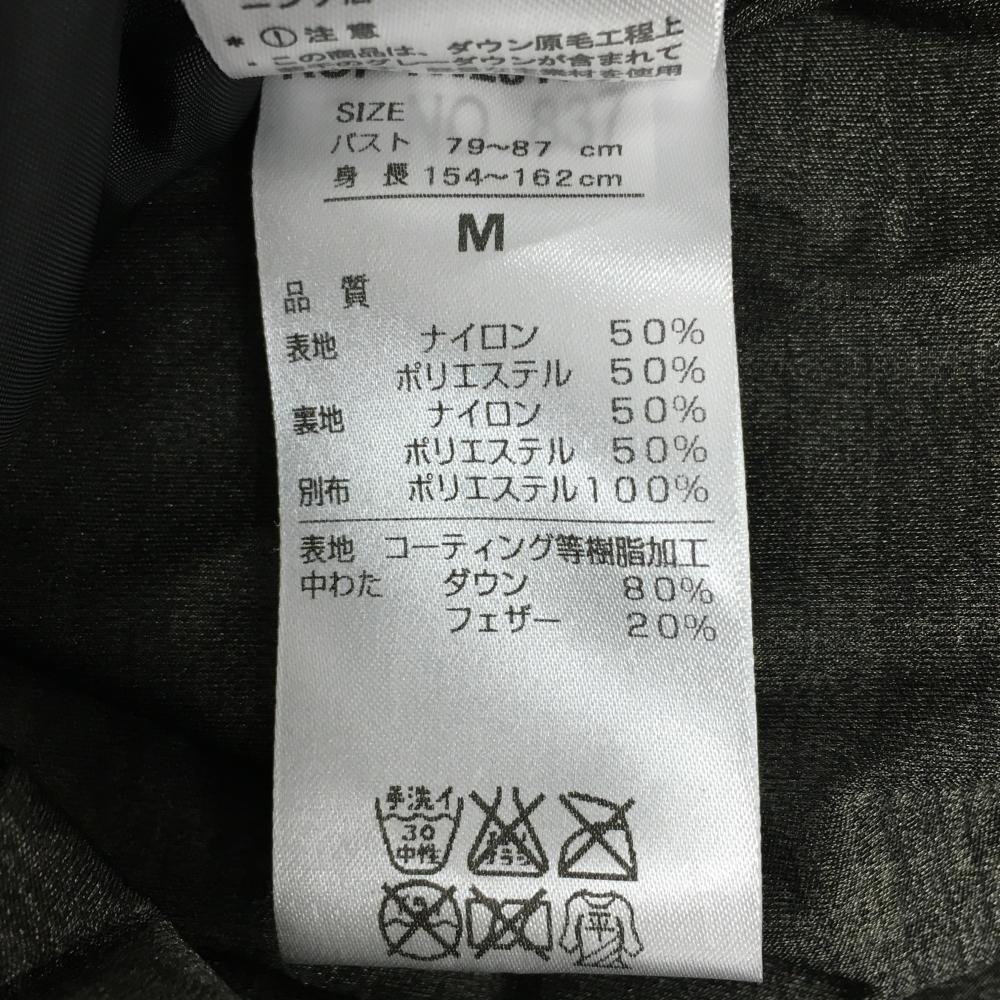 * ①注意
・この商品は、ダウン原毛工程上
NO. 837
SIZE
バスト 79～87 cm
身長 154～162cm
M
品質
表地 ナイロン 50%
ポリエステル 50%
裏地 ナイロン 50%
ポリエステル 50%
別布 ポリエステル 100%
表地 コーティング等樹脂加工
中わた ダウン 80%
フェザー 20%
手洗イ
30
中性
平